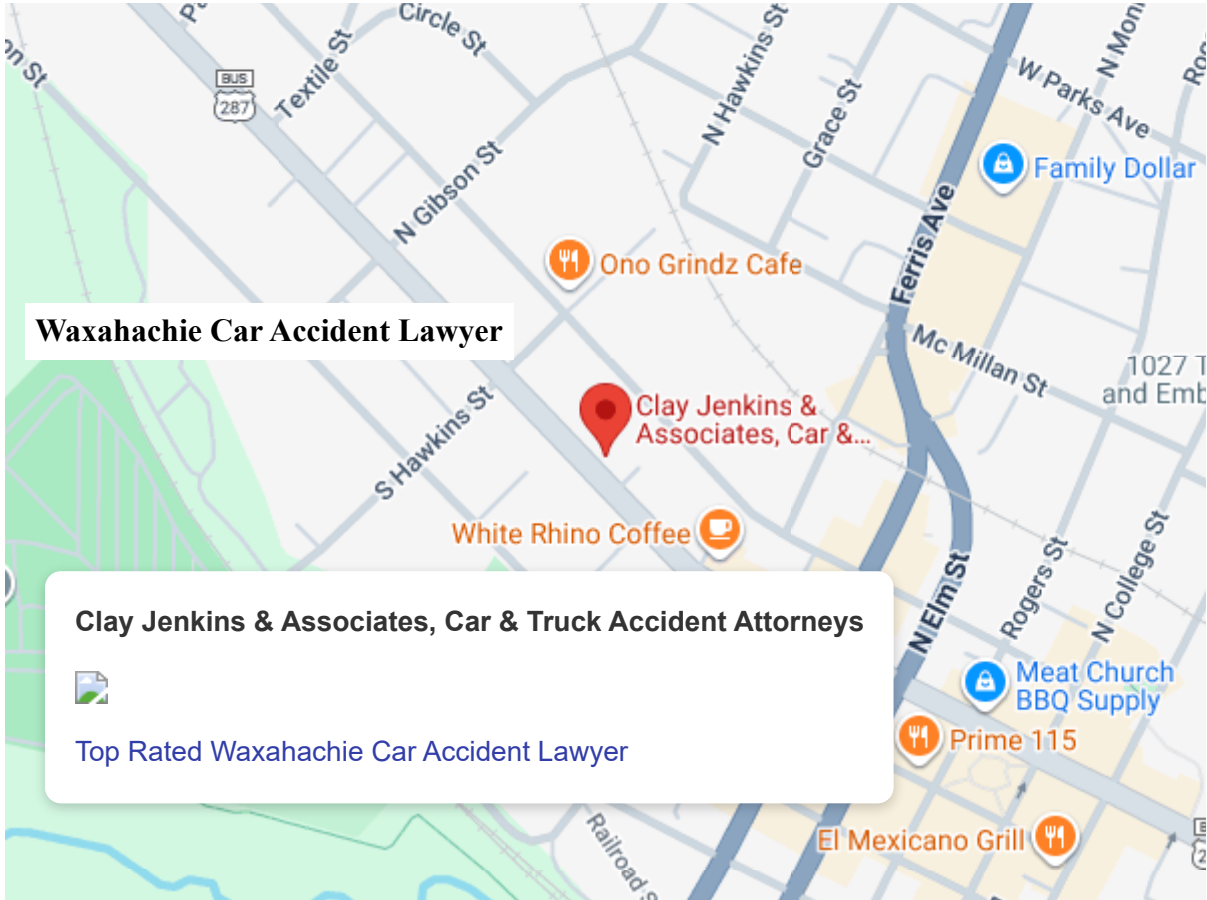 Circle St
BUS
287
Textile St
N Hawkins St
Grace St
W Parks Ave
Family Dollar
N Gibson St
Ferris Ave
Ono Grindz Cafe
Waxahachie Car Accident Lawyer
Mc Millan St
1027
Clay Jenkins &
Associates, Car &...
S Hawkins St
White Rhino Coffee
Rogers St
N College St
N Elm St
Clay Jenkins & Associates, Car & Truck Accident Attorneys
Meat Church
BBQ Supply
Top Rated Waxahachie Car Accident Lawyer
Prime 115
El Mexicano Grill
Railroad